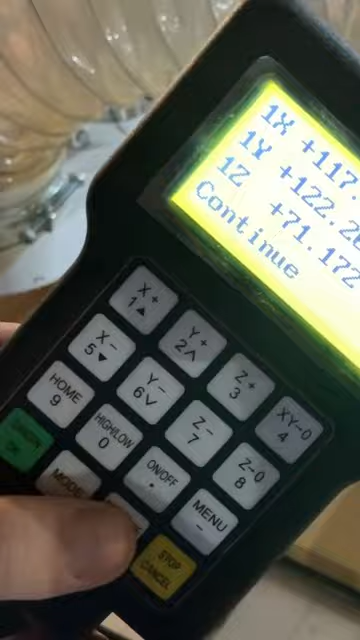 1X +117.
1Y +122.2
1Z +71.172
Continue
X+
1▲
Y+
2∧
Z+
3
XY-0
4
X-
5▼
Y-
6∨
Z-
7
Z-0
8
HOME
9
HIGH/LOW
0
ON/OFF
.
MENU
-
OK
MODE
STOP
CANCEL